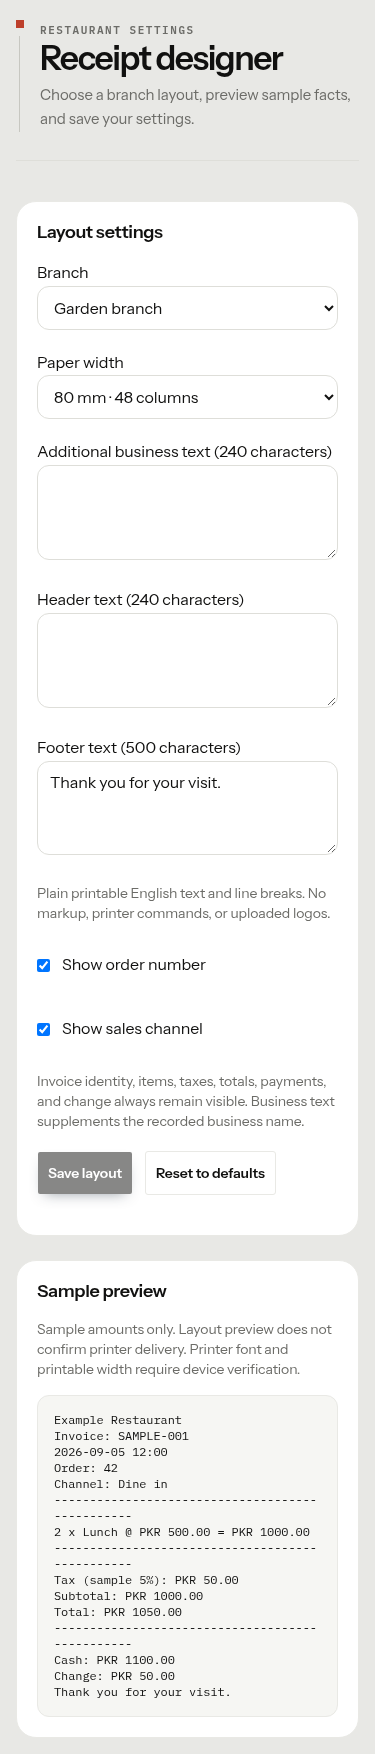 RESTAURANT SETTINGS
Receipt designer
Choose a branch layout, preview sample facts,
and save your settings.
Layout settings
Branch
Garden branch
Paper width
80 mm · 48 columns
Additional business text (240 characters)
Header text (240 characters)
Footer text (500 characters)
Thank you for your visit.
Plain printable English text and line breaks. No
markup, printer commands, or uploaded logos.
Show order number
Show sales channel
Invoice identity, items, taxes, totals, payments,
and change always remain visible. Business text
supplements the recorded business name.
Save layout Reset to defaults
Sample preview
Sample amounts only. Layout preview does not
confirm printer delivery. Printer font and
printable width require device verification.
Example Restaurant
Invoice: SAMPLE-001
2026-09-05 12:00
Order: 42
Channel: Dine in
-------------------------------------
-----------
2 x Lunch @ PKR 500.00 = PKR 1000.00
-------------------------------------
-----------
Tax (sample 5%): PKR 50.00
Subtotal: PKR 1000.00
Total: PKR 1050.00
-------------------------------------
-----------
Cash: PKR 1100.00
Change: PKR 50.00
Thank you for your visit.